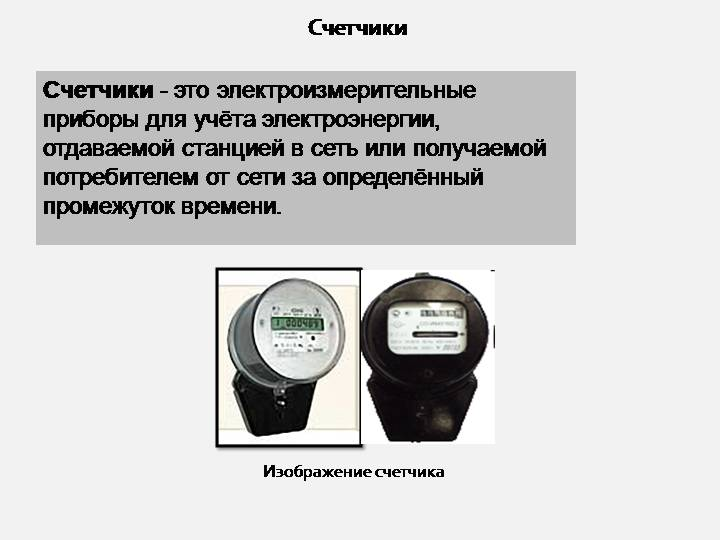 Счетчики
Счетчики - это электроизмерительные
приборы для учёта электроэнергии,
отдаваемой станцией в сеть или получаемой
потребителем от сети за определённый
промежуток времени.
Изображение счетчика